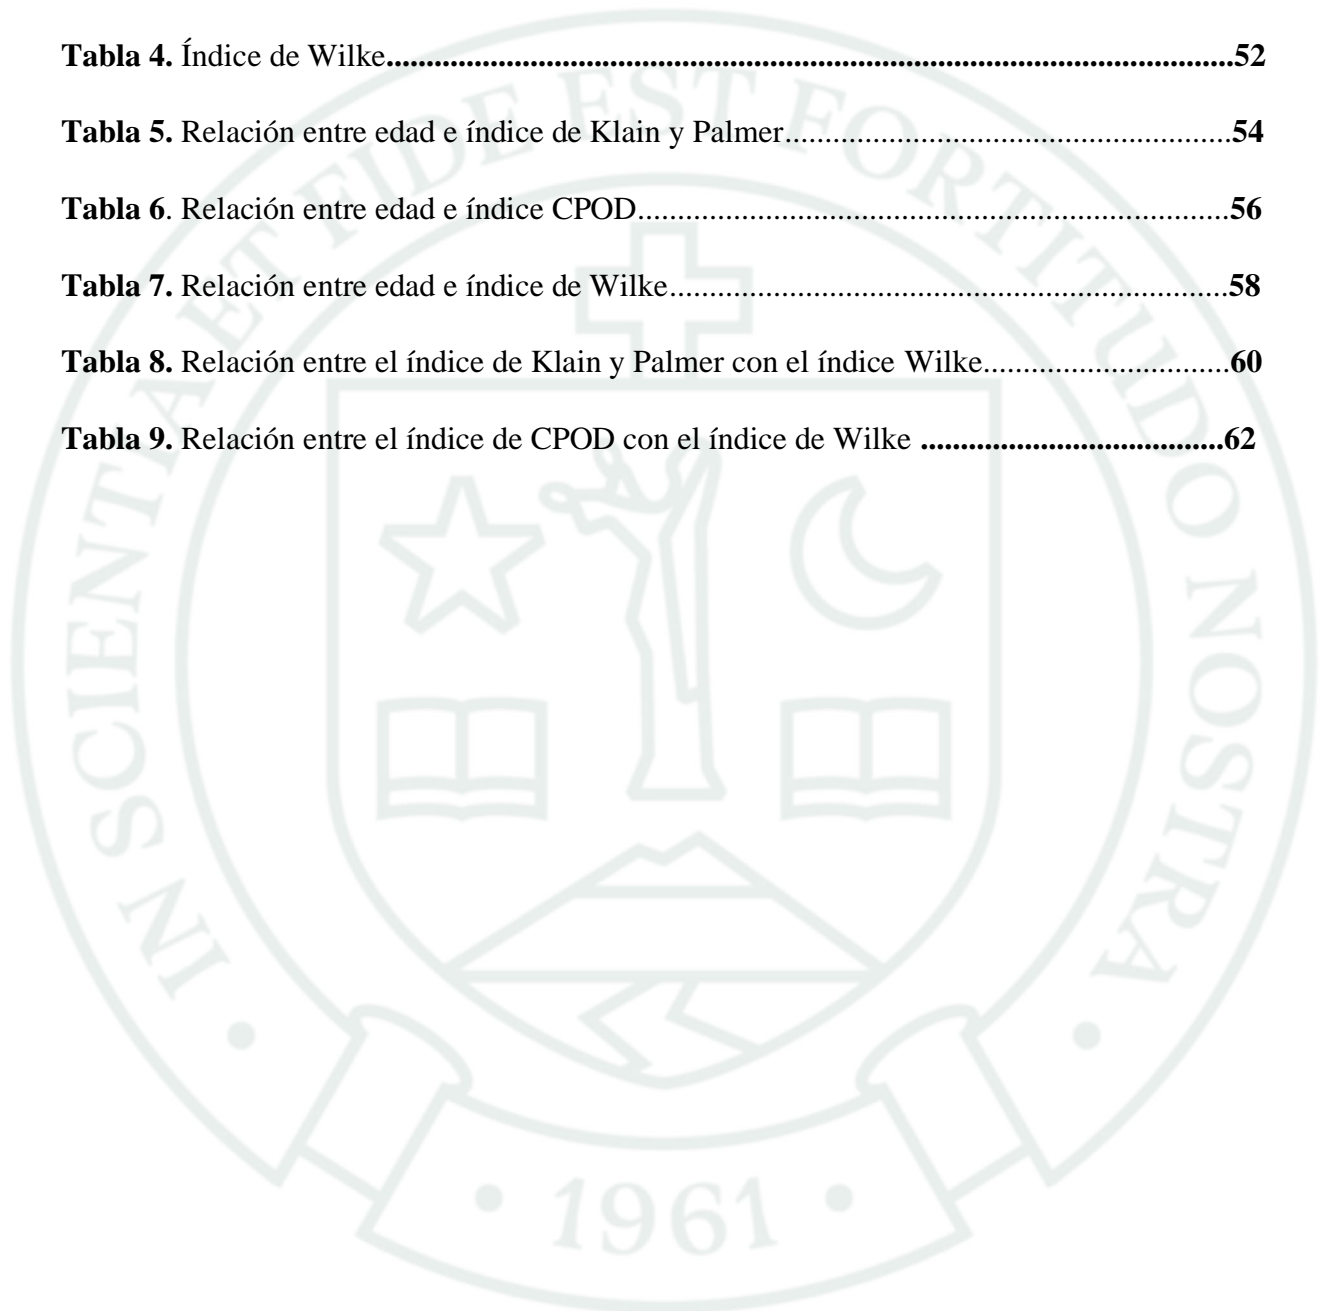 Tabla 4. Índice de Wilke..........................................................................................................52
Tabla 5. Relación entre edad e índice de Klain y Palmer........................................................54
Tabla 6. Relación entre edad e índice CPOD..........................................................................56
Tabla 7. Relación entre edad e índice de Wilke......................................................................58
Tabla 8. Relación entre el índice de Klain y Palmer con el índice Wilke...............................60
Tabla 9. Relación entre el índice de CPOD con el índice de Wilke ......................................62
IN SCIENTIA ET FIDE EST FORTITUDO NOSTRA
• 1961 •